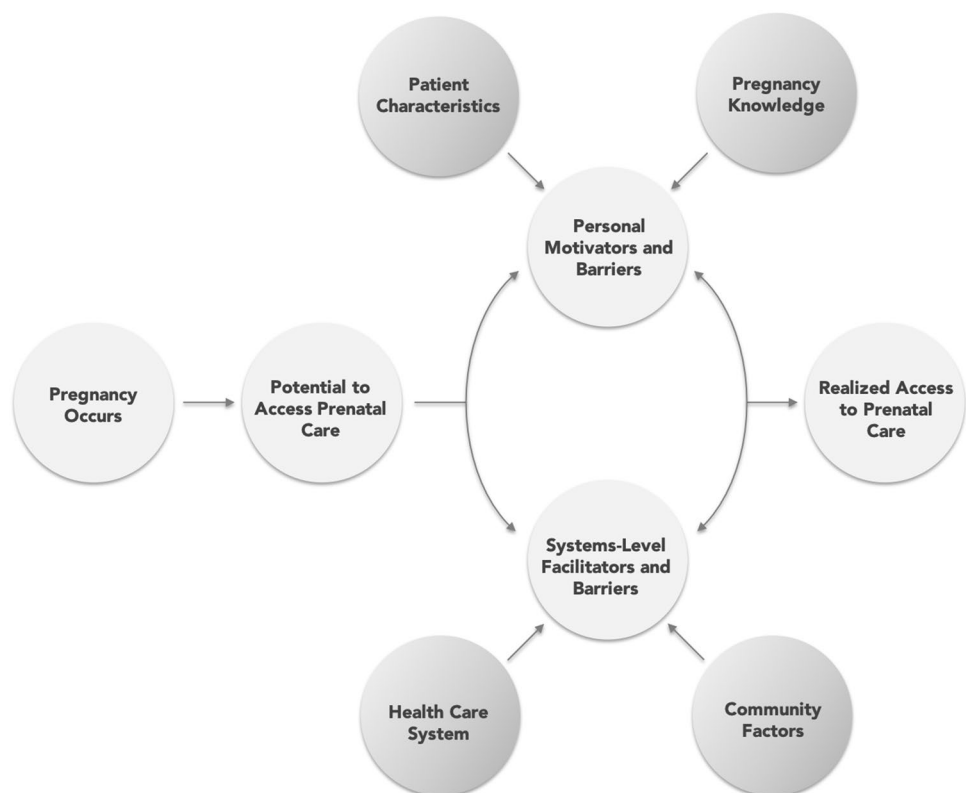 Patient
Characteristics
Pregnancy
Knowledge
Personal
Motivators and
Barriers
Pregnancy
Occurs
Potential to
Access Prenatal
Care
Realized Access
to Prenatal
Care
Systems-Level
Facilitators and
Barriers
Health Care
System
Community
Factors